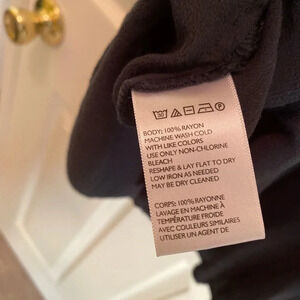 BODY: 100% RAYON
MACHINE WASH COLD
WITH LIKE COLORS
USE ONLY NON-CHLORINE
BLEACH
RESHAPE & LAY FLAT TO DRY
LOW IRON AS NEEDED
MAY BE DRY CLEANED
CORPS: 100% RAYONNE
LAVAGE EN MACHINE À
TEMPÉRATURE FROIDE
AVEC COULEURS SIMILAIRES
UTILISER UN AGENT DE